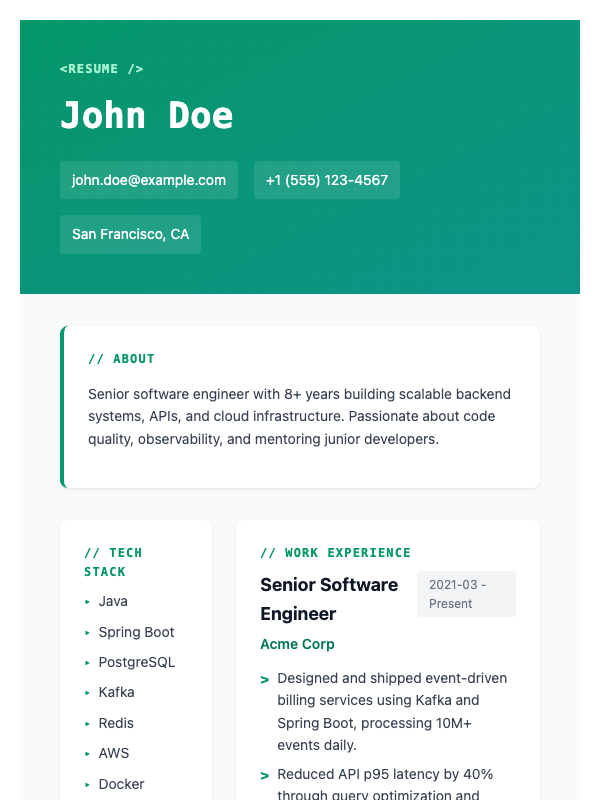 <RESUME />
John Doe
john.doe@example.com
+1 (555) 123-4567
San Francisco, CA
// ABOUT
Senior software engineer with 8+ years building scalable backend
systems, APIs, and cloud infrastructure. Passionate about code
quality, observability, and mentoring junior developers.
// TECH
STACK
▸ Java
▸ Spring Boot
▸ PostgreSQL
▸ Kafka
▸ Redis
▸ AWS
▸ Docker
// WORK EXPERIENCE
Senior Software
Engineer
2021-03 -
Present
Acme Corp
> Designed and shipped event-driven
billing services using Kafka and
Spring Boot, processing 10M+
events daily.
> Reduced API p95 latency by 40%
through query optimization and